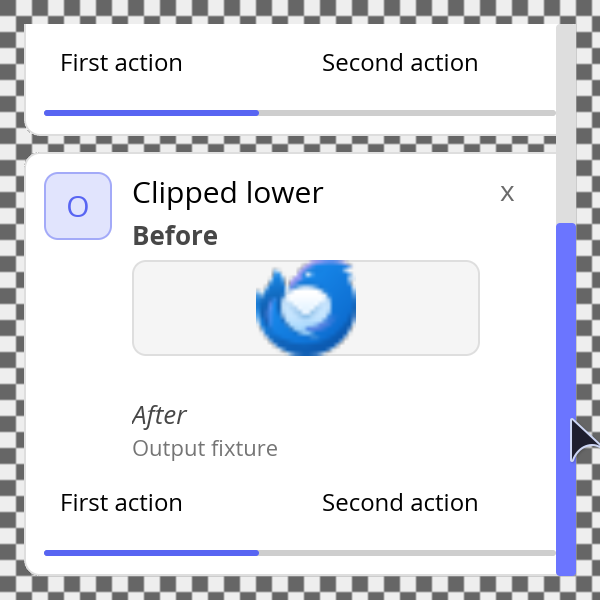 First action Second action
O Clipped lower x
Before
After
Output fixture
First action Second action